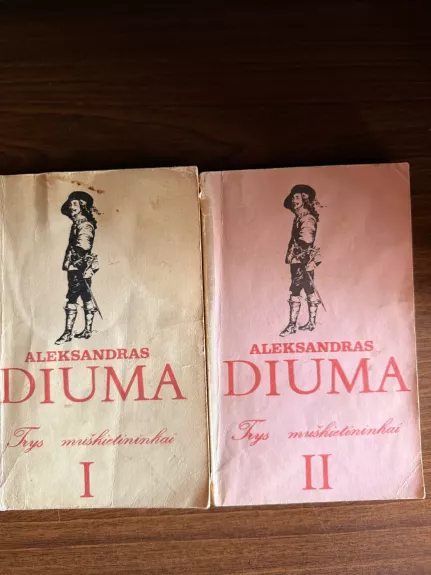 ALEKSANDRAS
DIUMA
Trys muškietininkai
I
ALEKSANDRAS
DIUMA
Trys muškietininkai
II